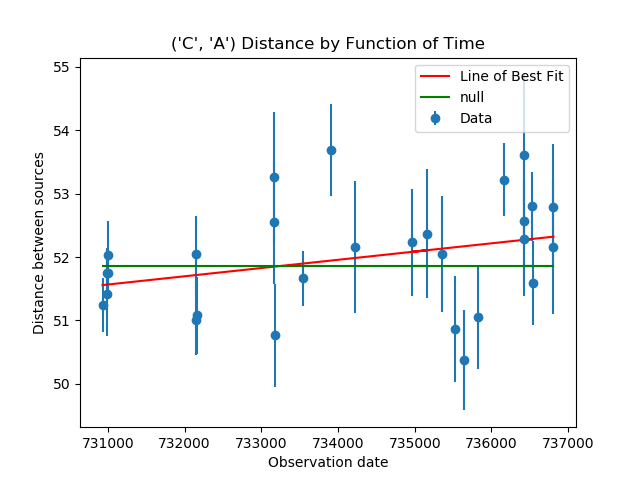 ('C', 'A') Distance by Function of Time
Line of Best Fit
null
Data
Distance between sources
55
54
53
52
51
50
731000 732000 733000 734000 735000 736000 737000
Observation date